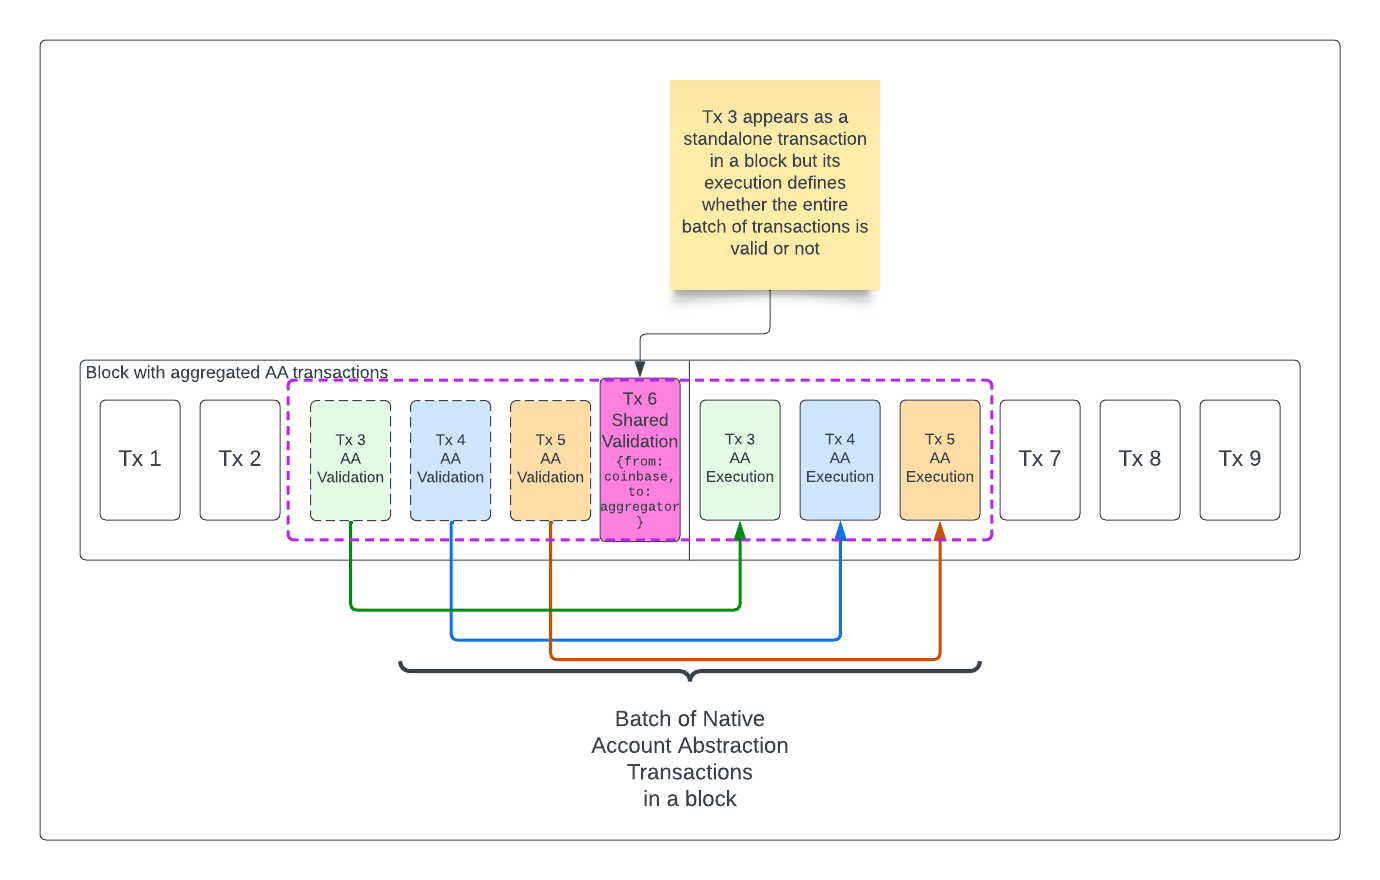 Tx 3 appears as a
standalone transaction
in a block but its
execution defines
whether the entire
batch of transactions is
valid or not
Block with aggregated AA transactions
Tx 1
Tx 2
Tx 3
AA
Validation
Tx 4
AA
Validation
Tx 5
AA
Validation
Tx 6
Shared
Validation
{from:
coinbase,
to:
aggregator
}
Tx 3
AA
Execution
Tx 4
AA
Execution
Tx 5
AA
Execution
Tx 7
Tx 8
Tx 9
Batch of Native
Account Abstraction
Transactions
in a block